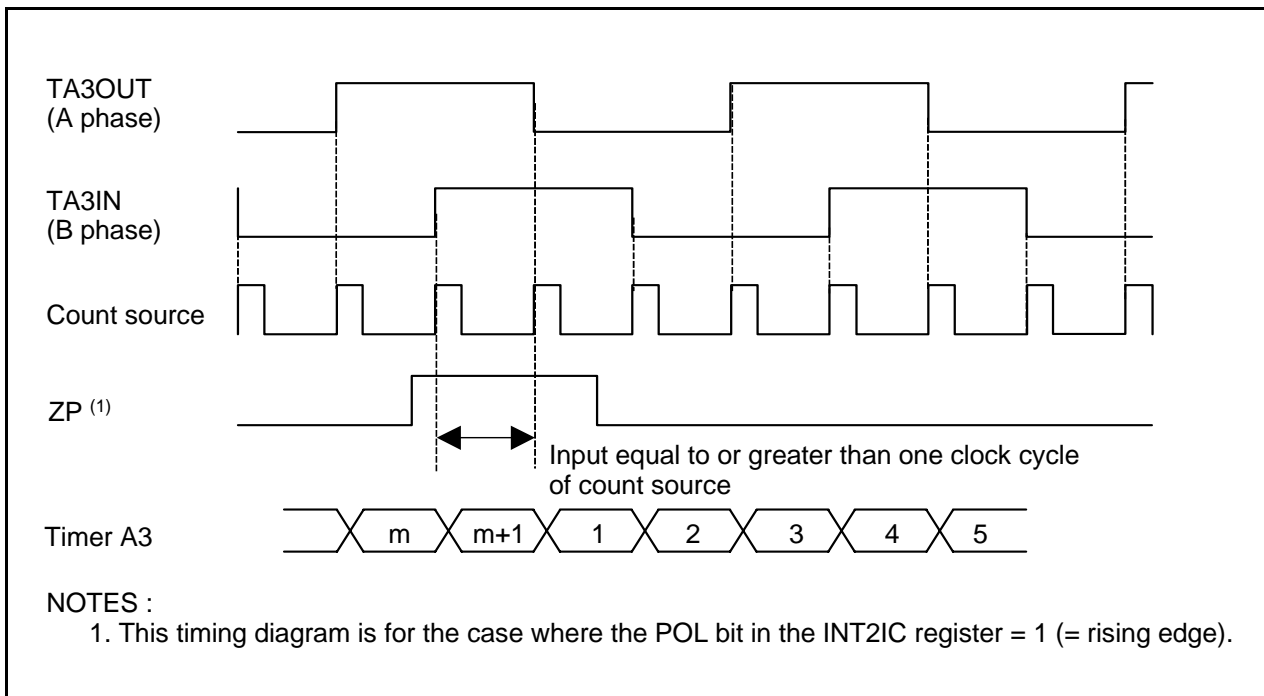 TA3OUT
(A phase)
TA3IN
(B phase)
Count source
ZP (1)
Input equal to or greater than one clock cycle
of count source
Timer A3 m m+1 1 2 3 4 5
NOTES :
1. This timing diagram is for the case where the POL bit in the INT2IC register = 1 (= rising edge).